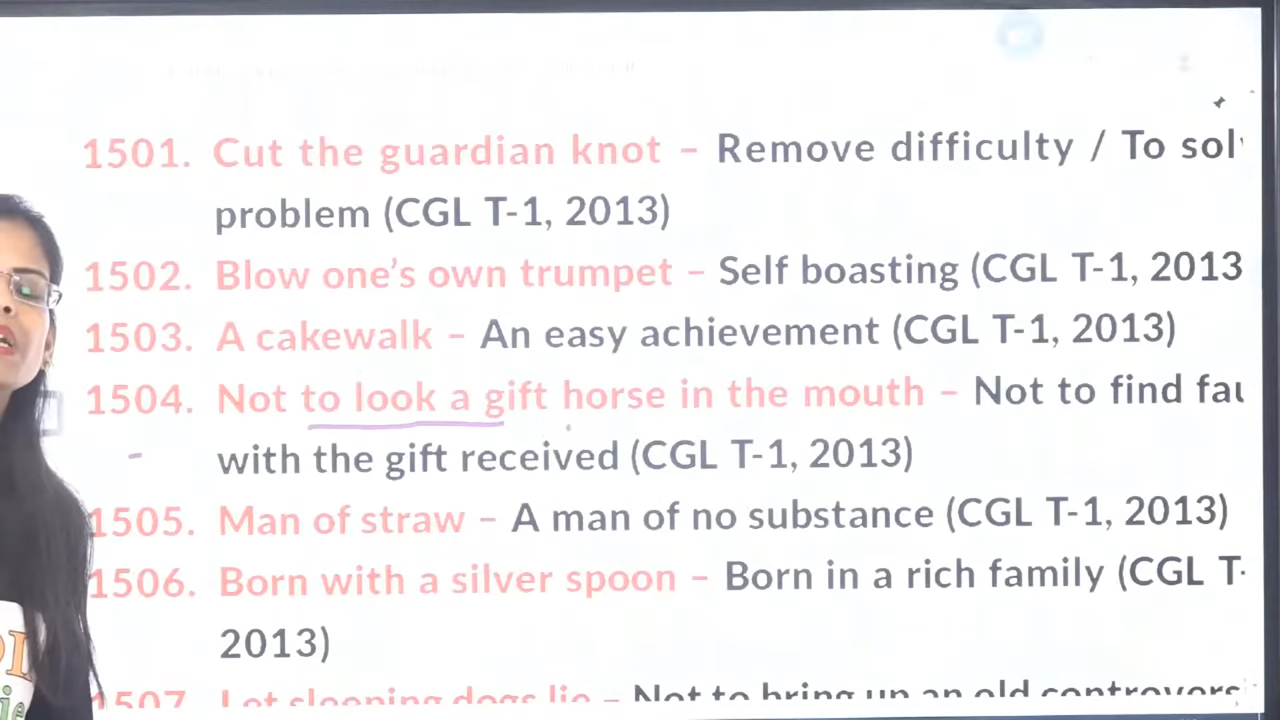 1501. Cut the guardian knot – Remove difficulty / To
problem (CGL T-1, 2013)
1502. Blow one's own trumpet – Self boasting (CGL T-1, 2013
1503. A cakewalk – An easy achievement (CGL T-1, 2013)
1504. Not to look a gift horse in the mouth – Not to find
with the gift received (CGL T-1, 2013)
1505. Man of straw – A man of no substance (CGL T-1, 2013)
1506. Born with a silver spoon – Born in a rich family (CGL T-
2013)
1507. Let sleeping dogs lie – Not to bring up an old